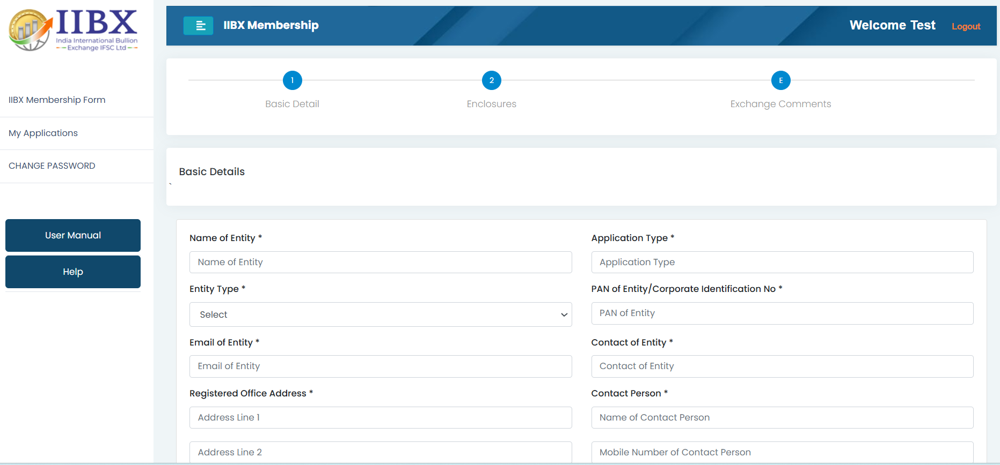 IIBX
India International Bullion
Exchange IFSC Ltd
IIBX Membership Form
My Applications
CHANGE PASSWORD
User Manual
Help
IIBX Membership
Welcome Test
Logout
1
Basic Detail
2
Enclosures
E
Exchange Comments
Basic Details
`
Name of Entity *
Name of Entity
Application Type *
Application Type
Entity Type *
Select
PAN of Entity/Corporate Identification No *
PAN of Entity
Email of Entity *
Email of Entity
Contact of Entity *
Contact of Entity
Registered Office Address *
Address Line 1
Contact Person *
Name of Contact Person
Address Line 2
Mobile Number of Contact Person